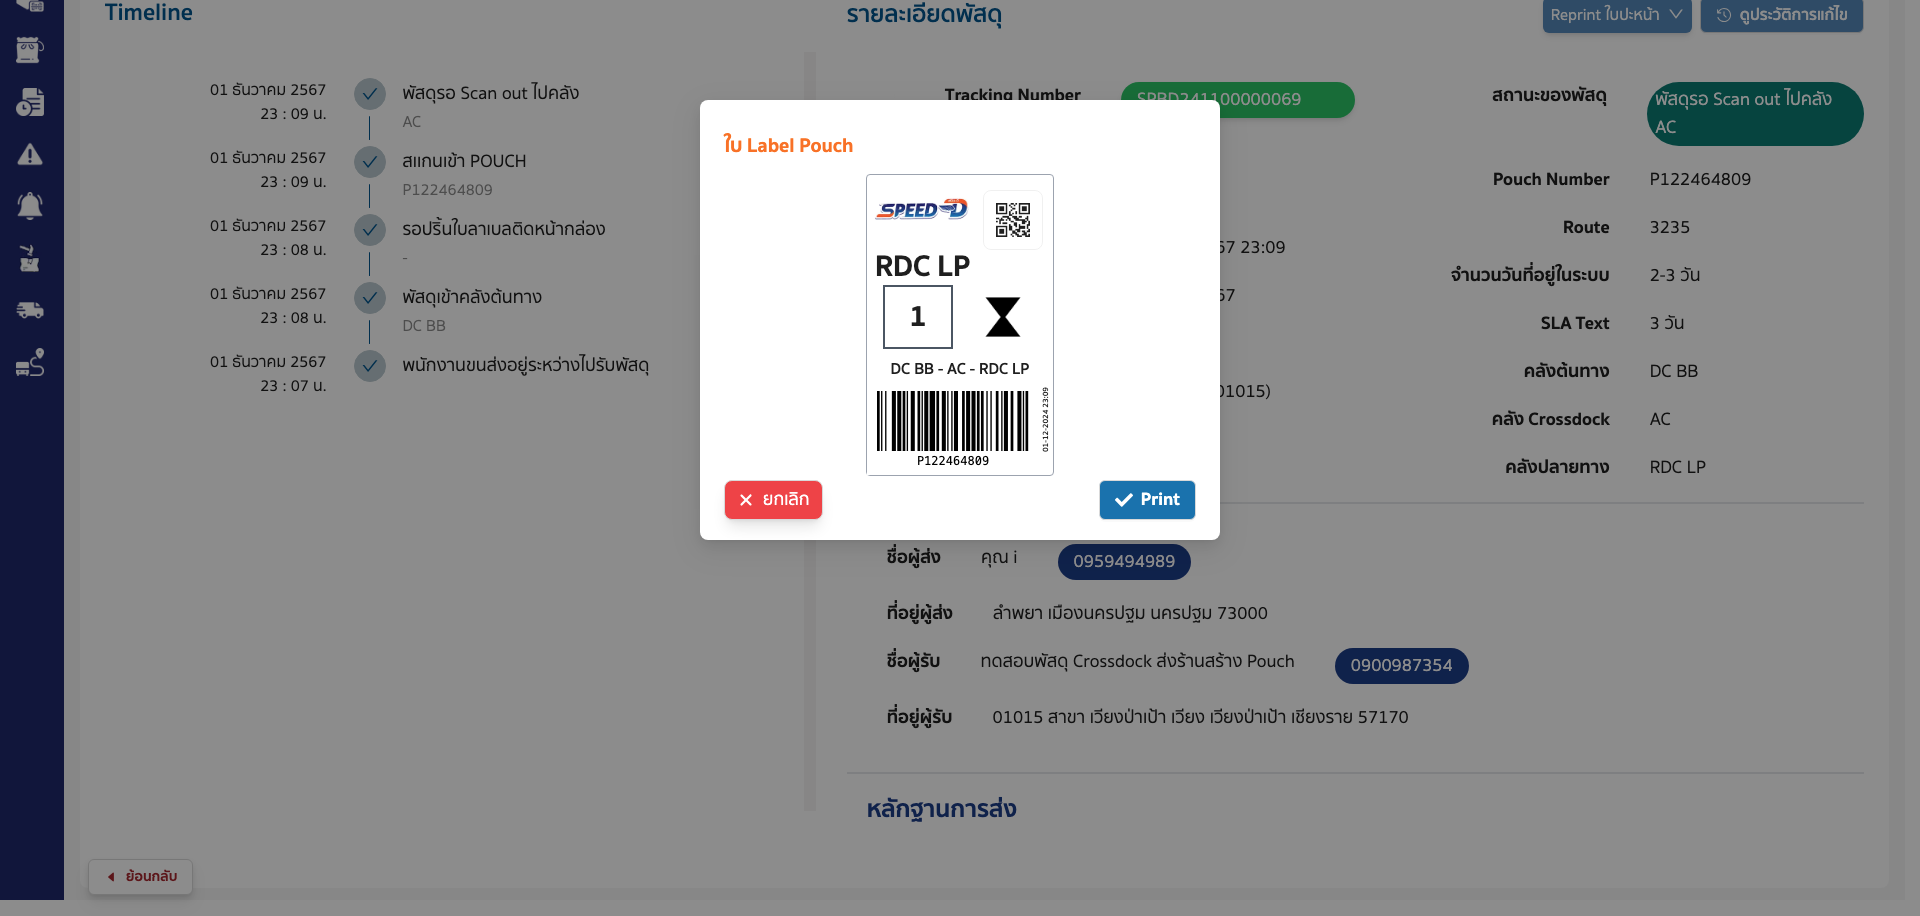 Timeline
01 ธันวาคม 2567
23 : 09 น.
พัสดุรอ Scan out ไปคลัง
AC
01 ธันวาคม 2567
23 : 09 น.
สแกนเข้า POUCH
P122464809
01 ธันวาคม 2567
23 : 08 น.
รอปริ้นใบลาเบลติดหน้ากล่อง
-
01 ธันวาคม 2567
23 : 08 น.
พัสดุเข้าคลังต้นทาง
DC BB
01 ธันวาคม 2567
23 : 07 น.
พนักงานขนส่งอยู่ระหว่างไปรับพัสดุ
รายละเอียดพัสดุ
Reprint ใบปะหน้า
ดูประวัติการแก้ไข
Tracking Number
SPBD241100000069
สถานะของพัสดุ
พัสดุรอ Scan out ไปคลัง
AC
Pouch Number
P122464809
Route
3235
67 23:09
จำนวนวันที่อยู่ในระบบ
2-3 วัน
67
SLA Text
3 วัน
คลังต้นทาง
DC BB
01015)
คลัง Crossdock
AC
คลังปลายทาง
RDC LP
ใบ Label Pouch
SPEED-D
RDC LP
1
DC BB - AC - RDC LP
01-12-2024 23:09
P122464809
ยกเลิก
Print
ชื่อผู้ส่ง
คุณ i
0959494989
ที่อยู่ผู้ส่ง
ลำพยา เมืองนครปฐม นครปฐม 73000
ชื่อผู้รับ
ทดสอบพัสดุ Crossdock ส่งร้านสร้าง Pouch
0900987354
ที่อยู่ผู้รับ
01015 สาขา เวียงป่าเป้า เวียง เวียงป่าเป้า เชียงราย 57170
หลักฐานการส่ง
ย้อนกลับ